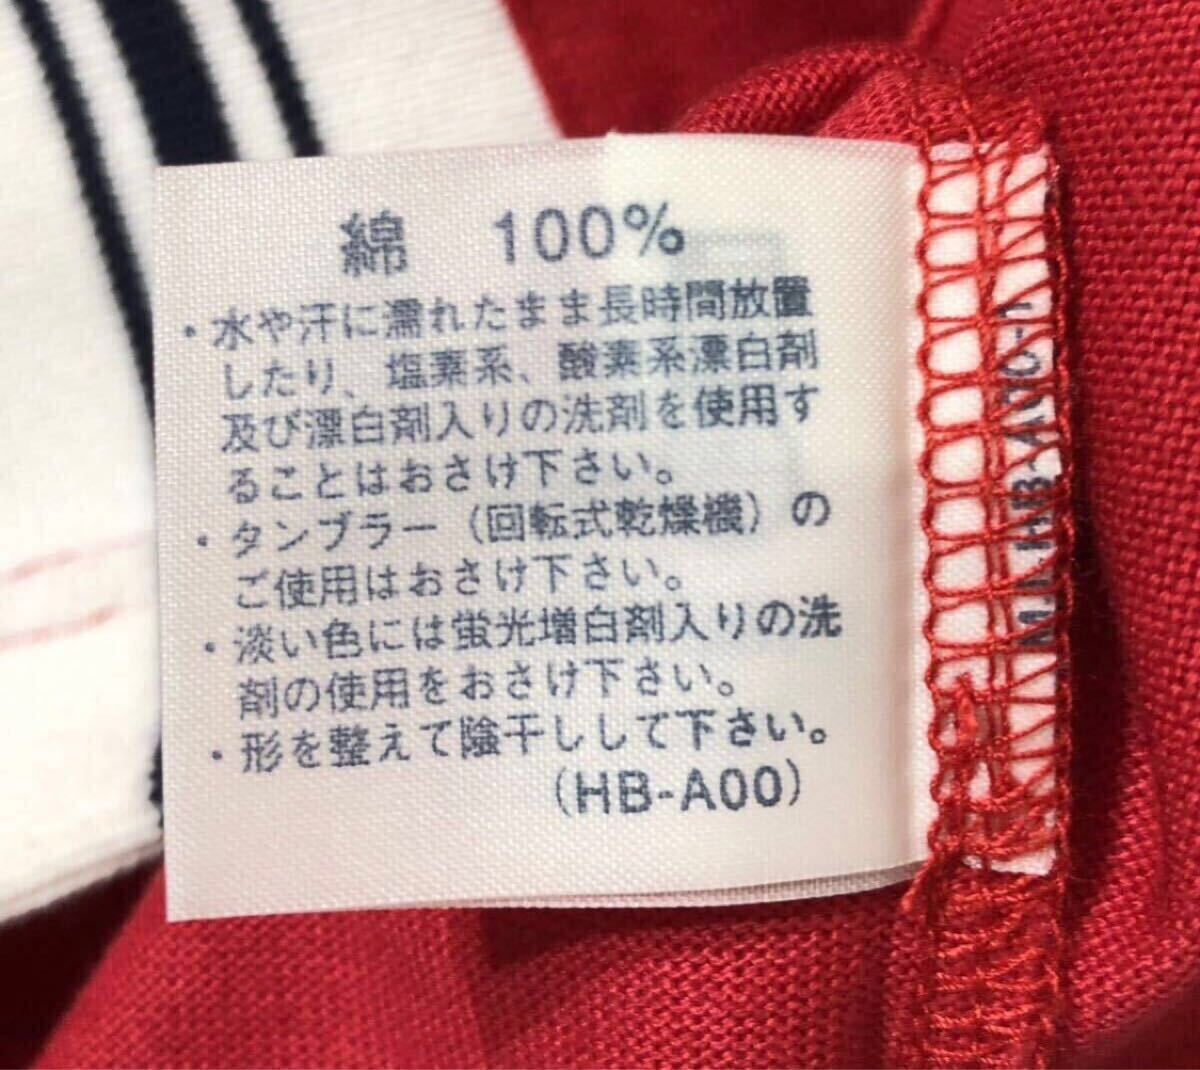 綿　100%
・水や汗に濡れたまま長時間放置
したり、塩素系、酸素系漂白剤
及び漂白剤入りの洗剤を使用す
ることはおさけ下さい。
・タンブラー（回転式乾燥機）の
ご使用はおさけ下さい。
・淡い色には蛍光増白剤入りの洗
剤の使用をおさけ下さい。
・形を整えて陰干しして下さい。
（HB-A00）